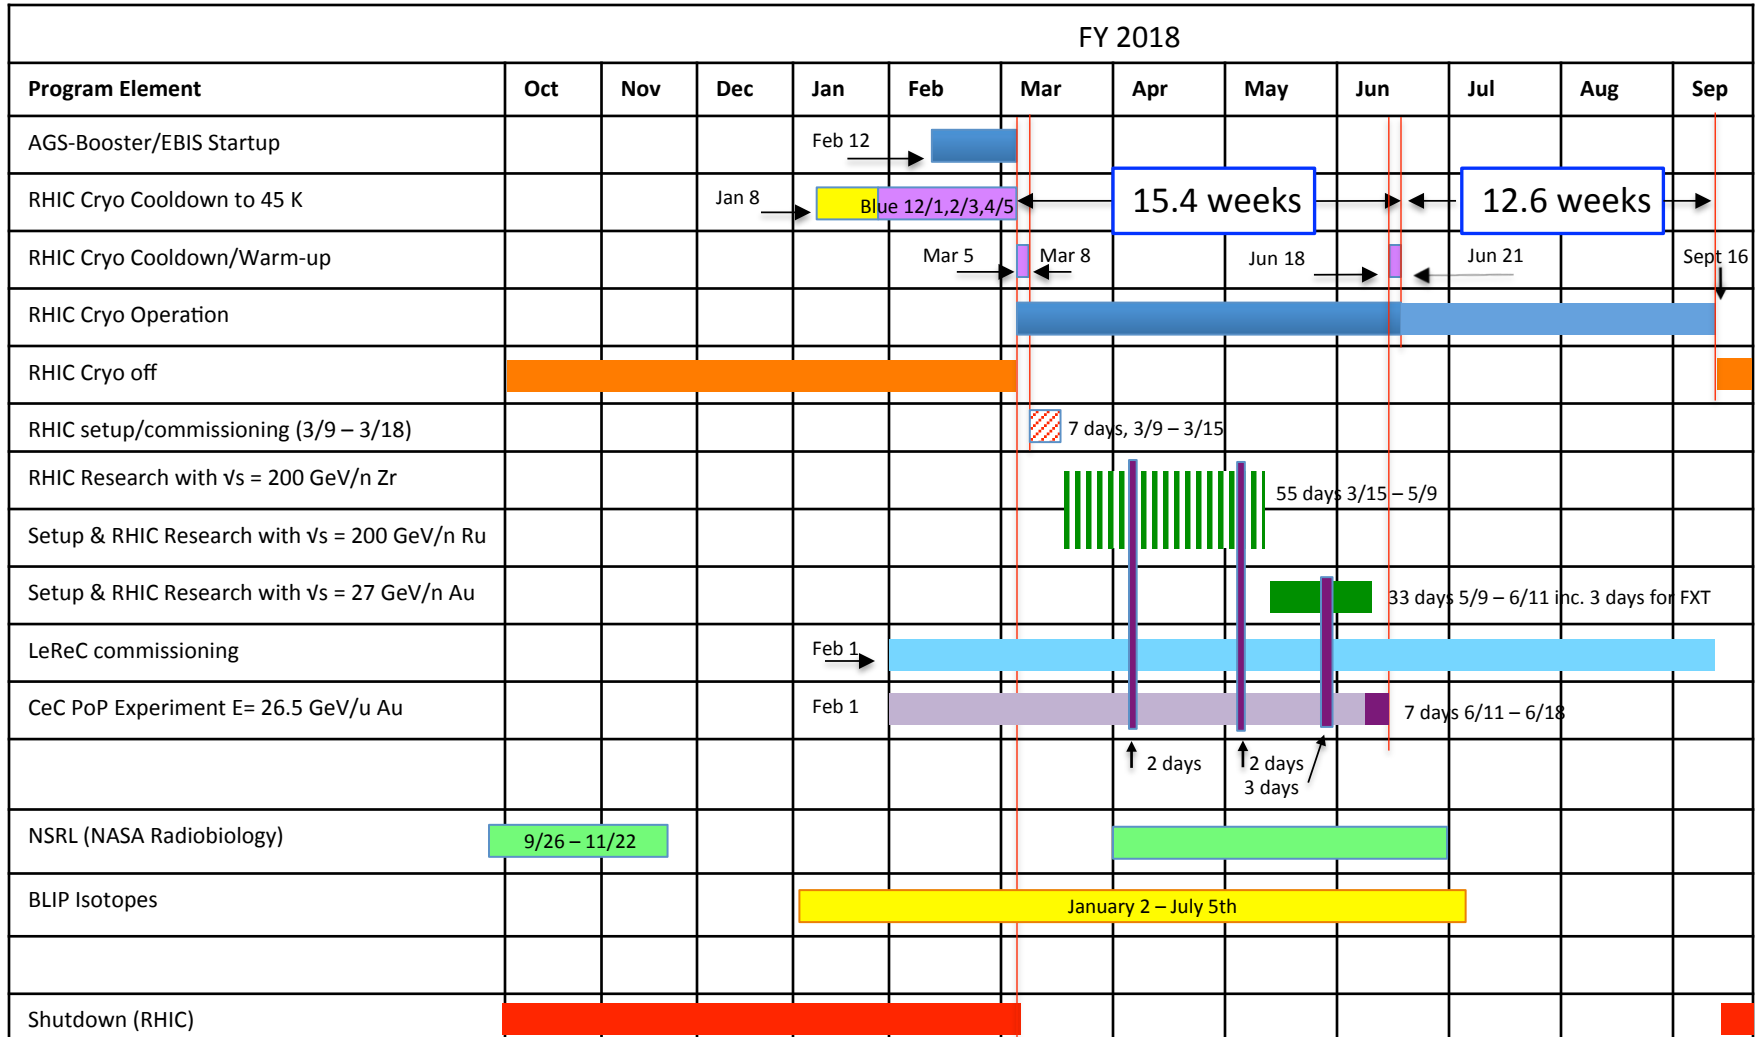 FY 2018
Program Element Oct Nov Dec Jan Feb Mar Apr May Jun Jul Aug Sep
AGS-Booster/EBIS Startup Feb 12
RHIC Cryo Cooldown to 45 K Jan 8 Blue 12/1,2/3,4/5 15.4 weeks 12.6 weeks
RHIC Cryo Cooldown/Warm-up Mar 5 Mar 8 Jun 18 Jun 21 Sept 16
RHIC Cryo Operation
RHIC Cryo off
RHIC setup/commissioning (3/9 – 3/18) 7 days, 3/9 – 3/15
RHIC Research with √s = 200 GeV/n Zr 55 days 3/15 – 5/9
Setup & RHIC Research with √s = 200 GeV/n Ru
Setup & RHIC Research with √s = 27 GeV/n Au 33 days 5/9 – 6/11 inc. 3 days for FXT
LeReC commissioning Feb 1
CeC PoP Experiment E= 26.5 GeV/u Au Feb 1 7 days 6/11 – 6/18
2 days 2 days
3 days
NSRL (NASA Radiobiology) 9/26 – 11/22
BLIP Isotopes January 2 – July 5th
Shutdown (RHIC)